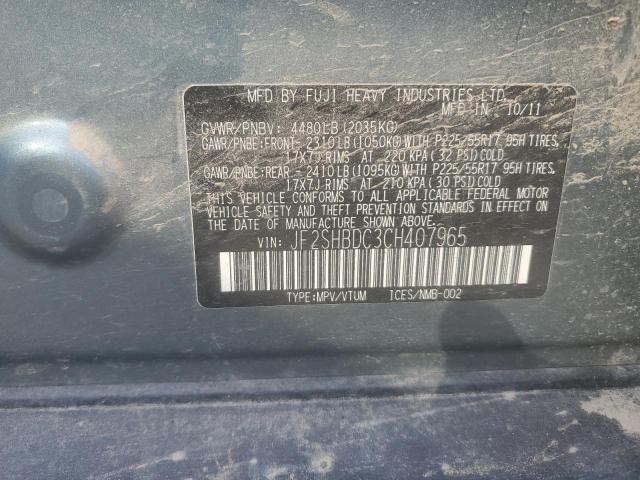 MFD BY FUJI HEAVY INDUSTRIES LTD.
MFD IN 10/11
GVWR/PNBV: 4480LB(2035KG)
GAWR/PNBE:FRONT-2310LB(1050KG)WITH P225/55R17 95H TIRES,
17X7J RIMS AT 220 KPA(32 PSI)COLD
GAWR/PNBE:REAR -2410LB(1095KG)WITH P225/55R17 95H TIRES,
17X7J RIMS AT 210 KPA(30 PSI)COLD
THIS VEHICLE CONFORMS TO ALL APPLICABLE FEDERAL MOTOR
VEHICLE SAFETY AND THEFT PREVENTION STANDARDS IN EFFECT
ON THE DATE OF MANUFACTURE SHOWN ABOVE.
VIN: JF2SHBDC3CH407965
TYPE:MPV/VTUM ICES/NMB-002